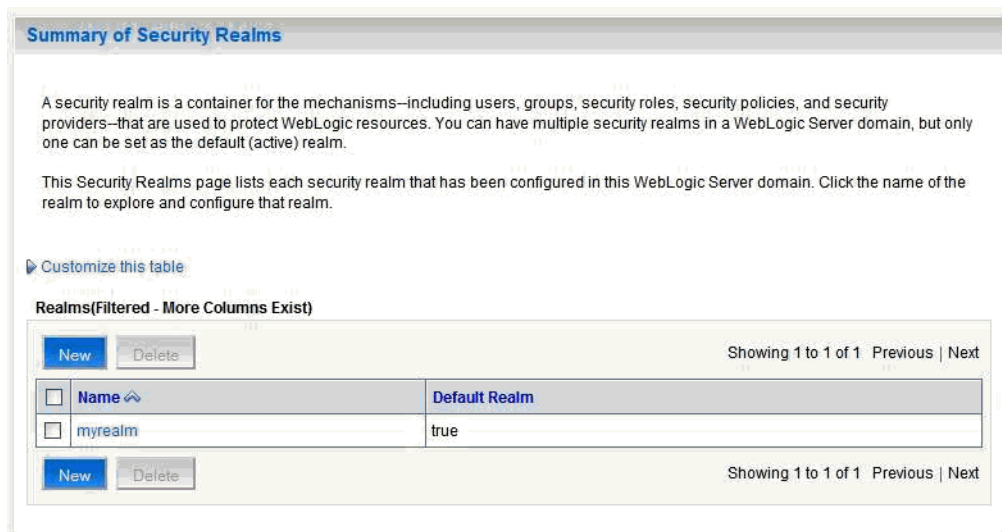 Summary of Security Realms
A security realm is a container for the mechanisms--including users, groups, security roles, security policies, and security
providers--that are used to protect WebLogic resources. You can have multiple security realms in a WebLogic Server domain, but only
one can be set as the default (active) realm.
This Security Realms page lists each security realm that has been configured in this WebLogic Server domain. Click the name of the
realm to explore and configure that realm.
Customize this table
Realms(Filtered - More Columns Exist)
New Delete Showing 1 to 1 of 1 Previous | Next
Name Default Realm
myrealm true
New Delete Showing 1 to 1 of 1 Previous | Next